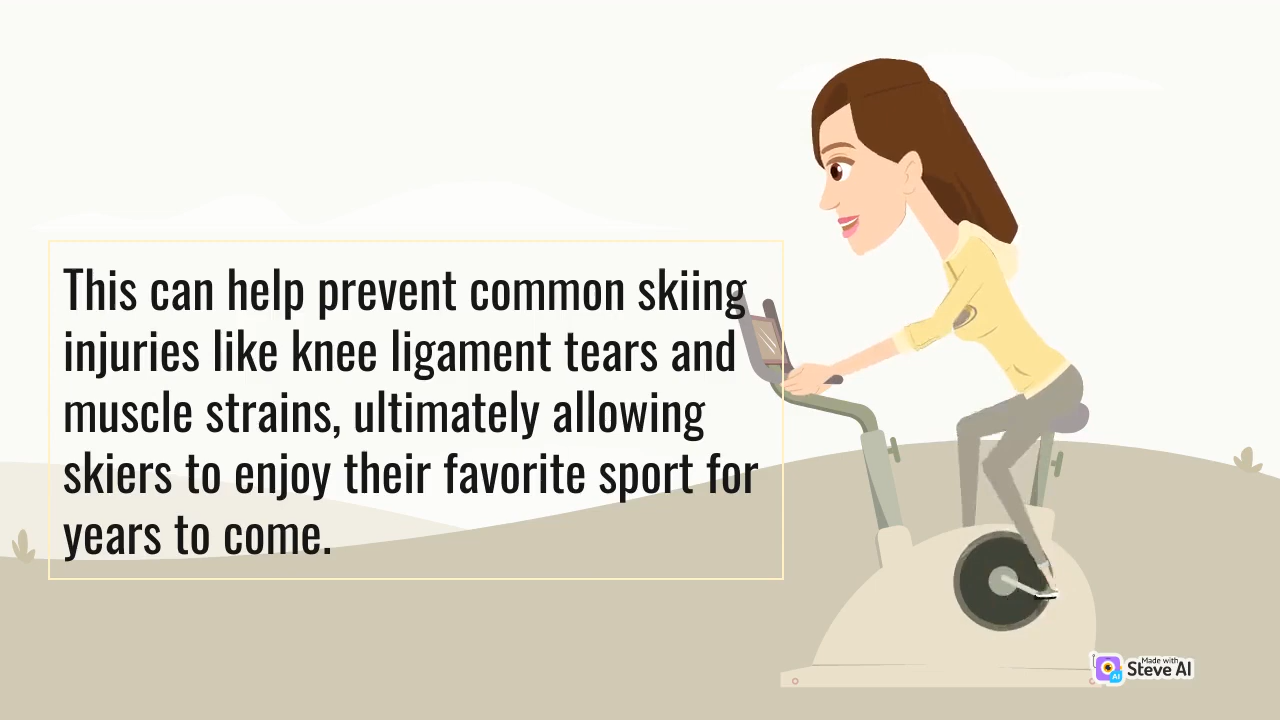 This can help prevent common skiing
injuries like knee ligament tears and
muscle strains, ultimately allowing
skiers to enjoy their favorite sport for
years to come.
Made with
Steve AI
AI